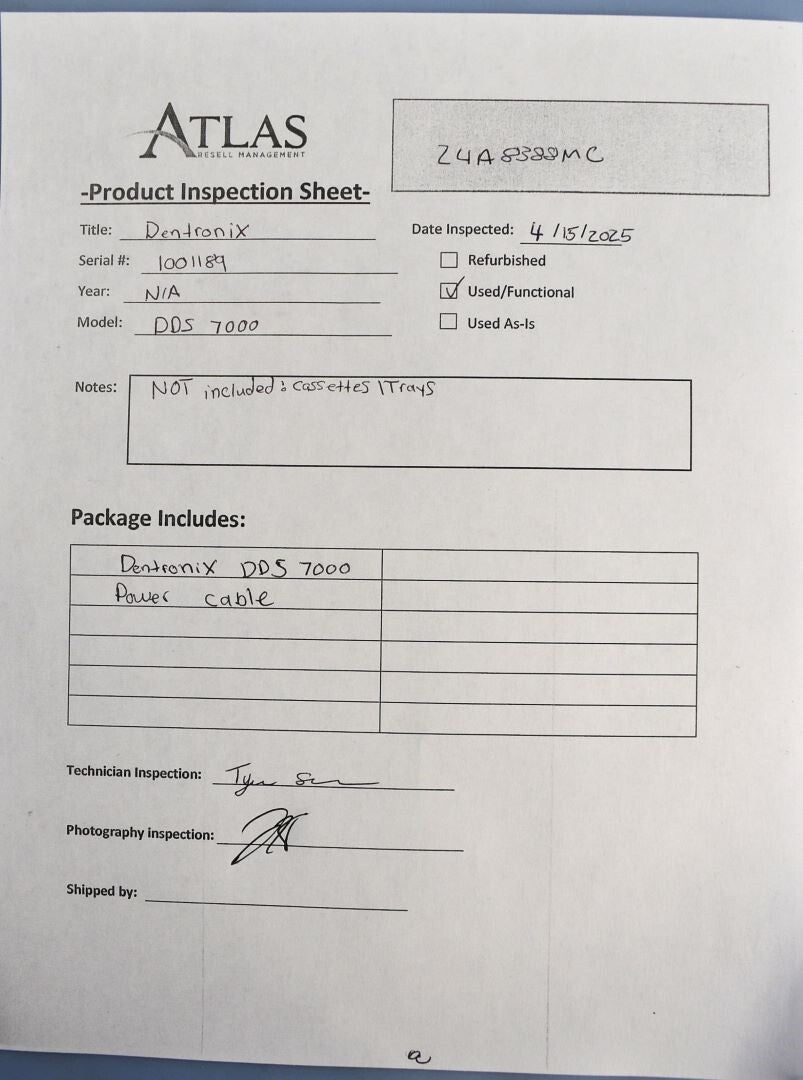 ATLAS
RESELL MANAGEMENT
24A8388MC
-Product Inspection Sheet-
Title: Dentronix
Date Inspected: 4/15/2025
Serial #: 1001189
Refurbished
Year: N/A
Used/Functional
Model: DDS 7000
Used As-Is
Notes: NOT included: cassettes \Trays
Package Includes:
Dentronix DDS 7000
Power cable
Technician Inspection:
Photography inspection:
Shipped by:
a